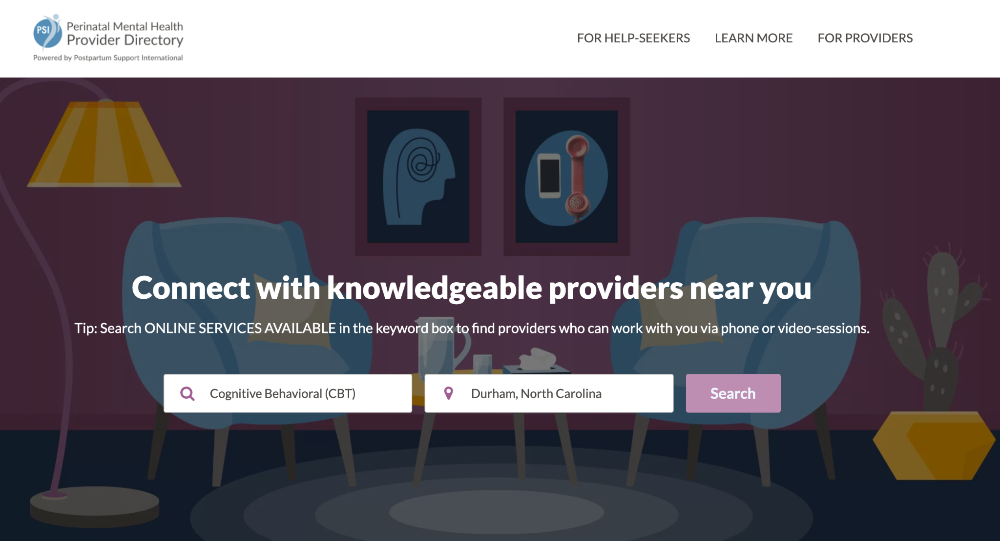 PSI
Perinatal Mental Health
Provider Directory
Powered by Postpartum Support International
FOR HELP-SEEKERS
LEARN MORE
FOR PROVIDERS
Connect with knowledgeable providers near you
Tip: Search ONLINE SERVICES AVAILABLE in the keyword box to find providers who can work with you via phone or video-sessions.
Cognitive Behavioral (CBT)
Durham, North Carolina
Search